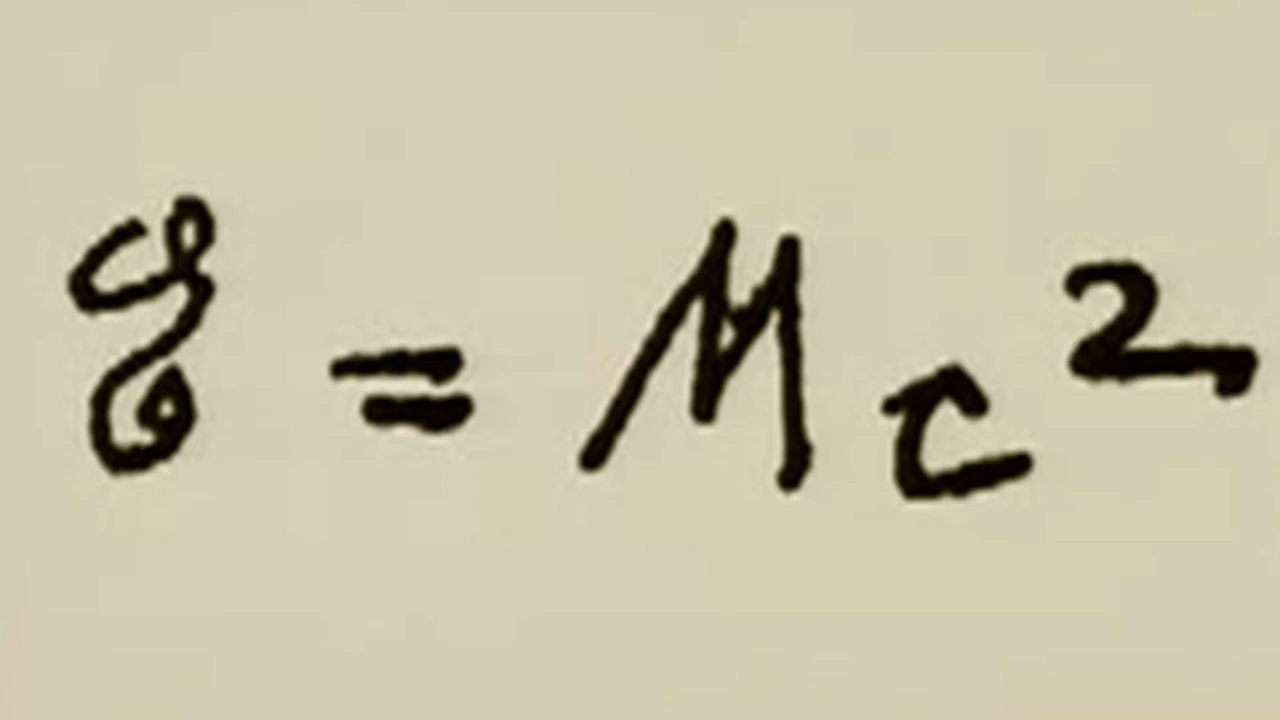 ℰ = Mc²